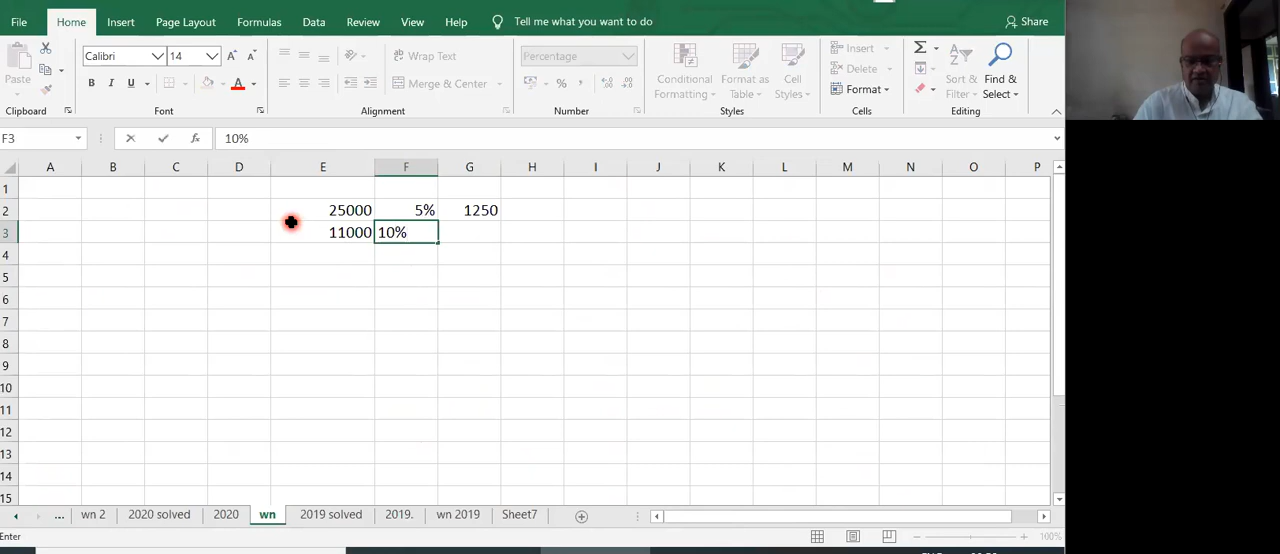 File Home Insert Page Layout Formulas Data Review View Help Tell me what you want to do Share
Calibri 14 Wrap Text Percentage Insert
Paste B I U A Merge & Center % Conditional Formatting Format as Table Cell Styles Delete Format Sort & Filter Find & Select
Clipboard Font Alignment Number Styles Cells Editing
F3 fx 10%
A B C D E F G H I J K L M N O P
1
2 25000 5% 1250
3 11000 10%
4
5
6
7
8
9
10
11
12
13
14
15
... wn 2 2020 solved 2020 wn 2019 solved 2019. wn 2019 Sheet7
Enter 100%